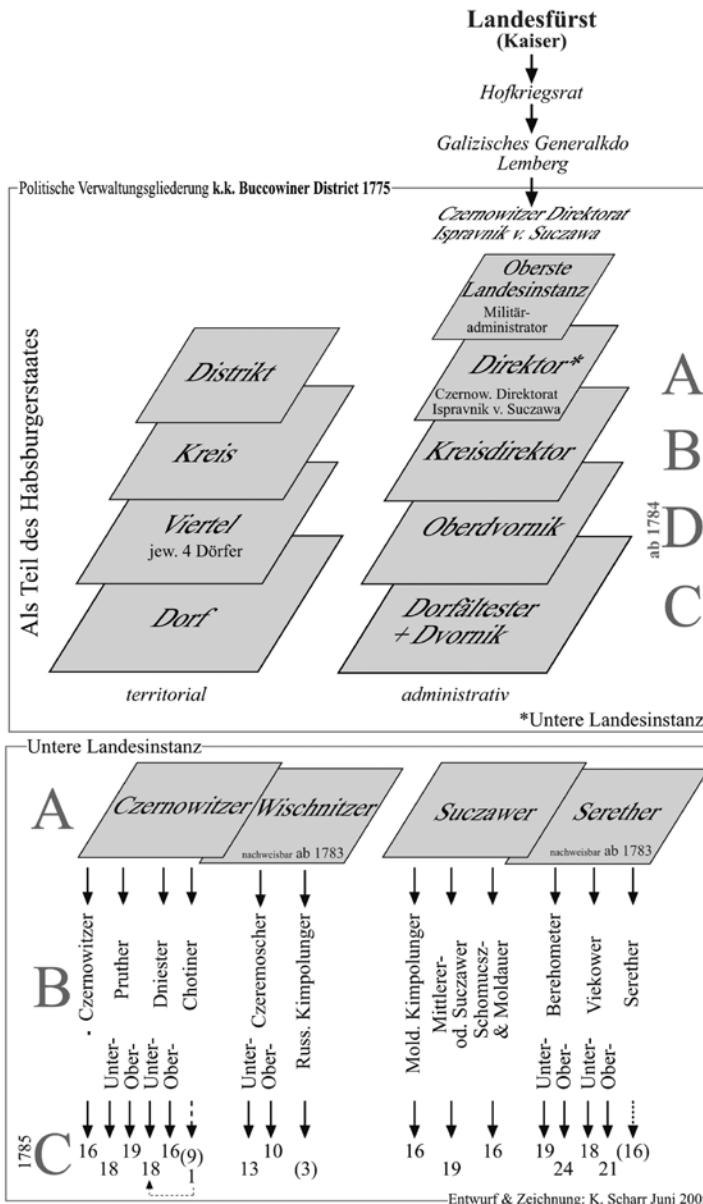 Landesfürst
(Kaiser)
Hofkriegsrat
Galizisches Generalkdo
Lemberg
Politische Verwaltungsgliederung k.k. Buccowiner District 1775
Czernowitzer Direktorat
Ispravnik v. Suczawa
Als Teil des Habsburgerstaates
Distrikt
Kreis
Viertel
jew. 4 Dörfer
Dorf
territorial
Oberste
Landesinstanz
Militär-
administrator
Direktor*
Czernow. Direktorat
Ispravnik v. Suczawa
Kreisdirektor
Oberdvornik
Dorfältester
+ Dvornik
administrativ
A
B
ab 1784
D
C
*Untere Landesinstanz
Untere Landesinstanz
A
Czernowitzer
Wischnitzer
nachweisbar ab 1783
Suczawer
Serether
nachweisbar ab 1783
B
- Czernowitzer
Pruther
Unter-
Ober-
Dniester
Unter-
Ober-
Chotiner
Czeremoscher
Unter-
Ober-
Russ. Kimpolunger
Mold. Kimpolunger
Mittlerer-
od. Suczawer
Schomucsz-
& Moldauer
Berehometer
Unter-
Ober-
Viekower
Unter-
Ober-
Serether
1785
C
16 19 16 (9) 10 16 16 19 18 (16)
18 18 1 13 (3) 19 24 21
Entwurf & Zeichnung: K. Scharr Juni 200